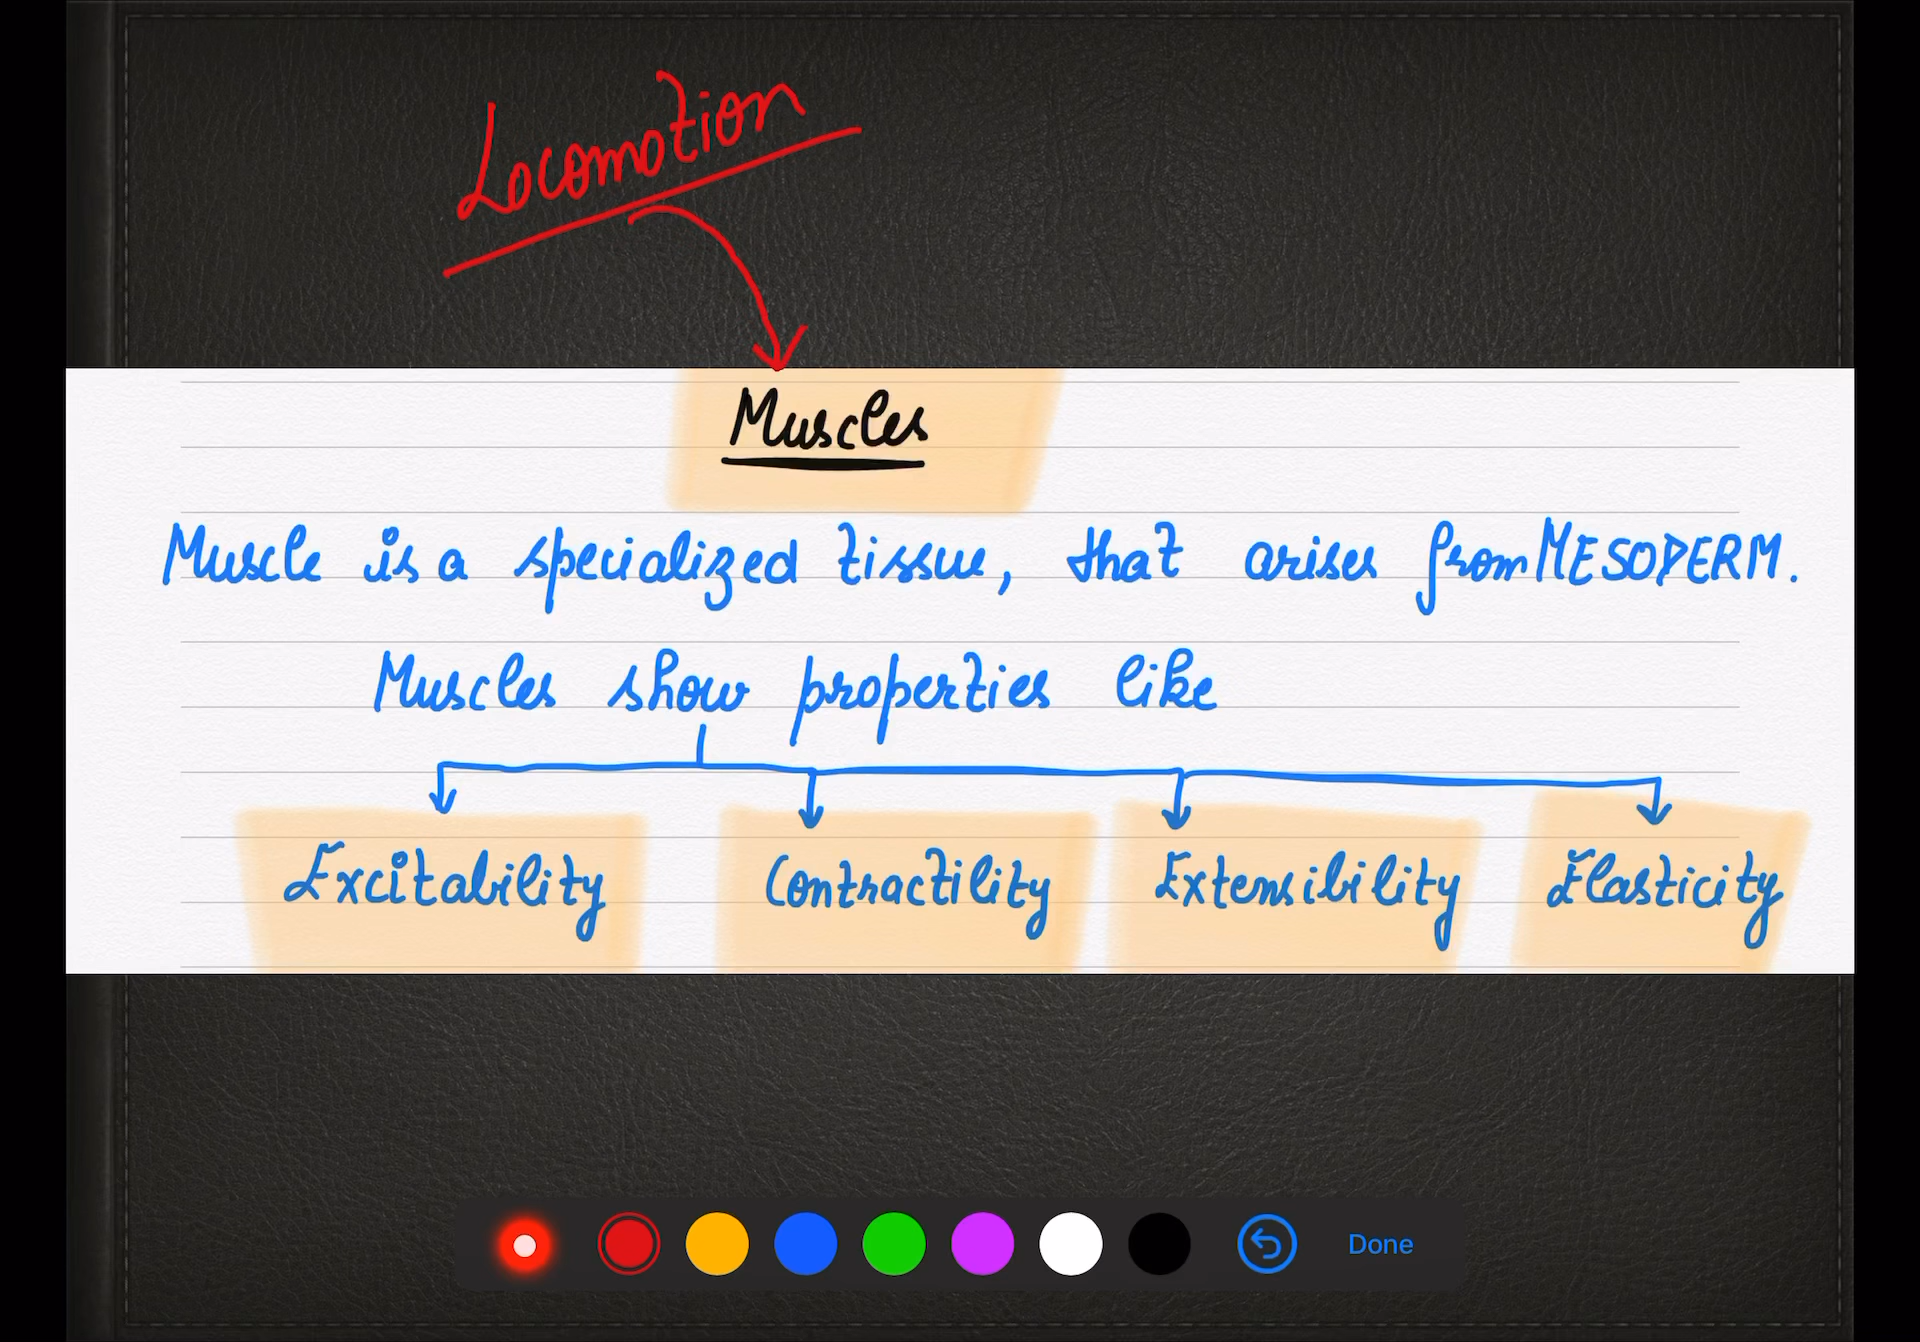 Locomotion
Muscles
Muscle is a specialized tissue, that arises from MESODERM.
Muscles show properties like
Excitability Contractility Extensibility Elasticity
Done